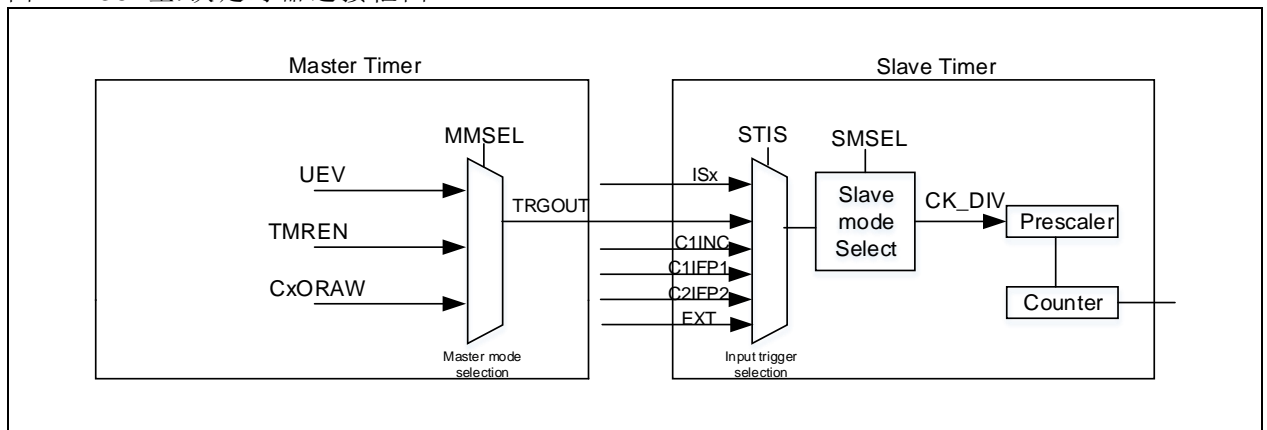 Master Timer
Slave Timer
MMSEL
STIS
SMSEL
UEV
TMREN
CxORAW
TRGOUT
ISx
C1INC
C1IFP1
C2IFP2
EXT
Slave
mode
Select
CK_DIV
Prescaler
Counter
Master mode
selection
Input trigger
selection